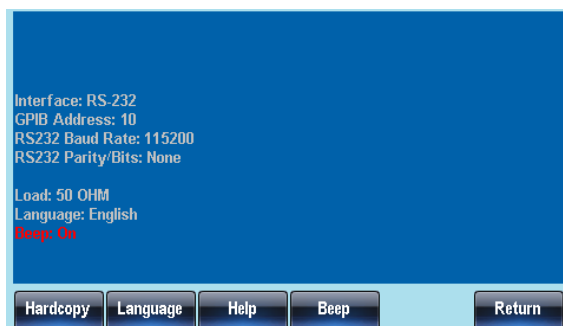 Interface: RS-232
GPIB Address: 10
RS232 Baud Rate: 115200
RS232 Parity/Bits: None
Load: 50 OHM
Language: English
Beep: On
Hardcopy Language Help Beep Return